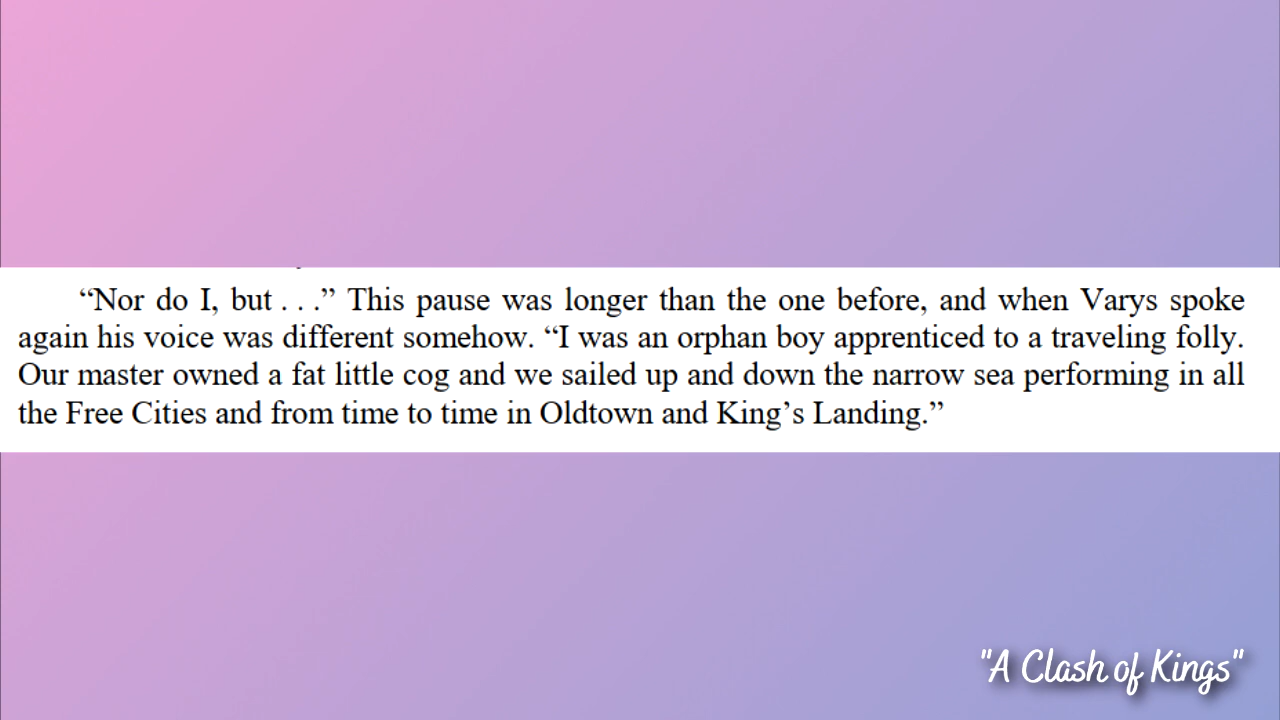 “Nor do I, but . . .” This pause was longer than the one before, and when Varys spoke
again his voice was different somehow. “I was an orphan boy apprenticed to a traveling folly.
Our master owned a fat little cog and we sailed up and down the narrow sea performing in all
the Free Cities and from time to time in Oldtown and King’s Landing.”
"A Clash of Kings"